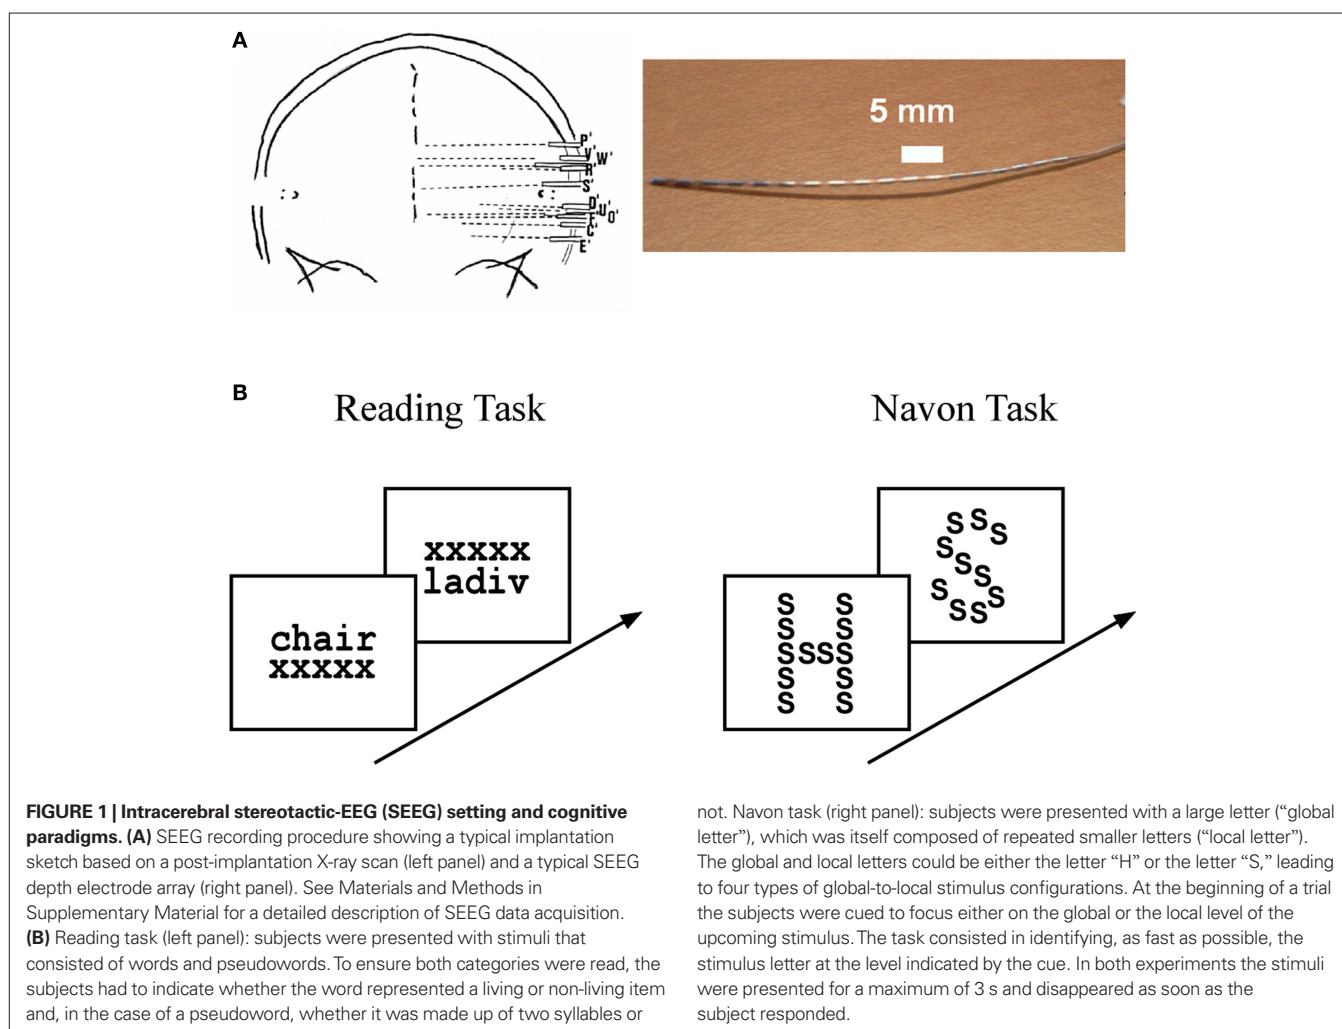 A
P'
V'
W'
R'
S'
D'
U'
O'
F'
C'
E'
5 mm
B
Reading Task
Navon Task
xxxxx
ladiv
chair
xxxxx
S S S
S
S
S
S S
S S
S S
S S
S S S S
S S
S S
FIGURE 1 | Intracerebral stereotactic-EEG (SEEG) setting and cognitive
paradigms. (A) SEEG recording procedure showing a typical implantation
sketch based on a post-implantation X-ray scan (left panel) and a typical SEEG
depth electrode array (right panel). See Materials and Methods in
Supplementary Material for a detailed description of SEEG data acquisition.
(B) Reading task (left panel): subjects were presented with stimuli that
consisted of words and pseudowords. To ensure both categories were read, the
subjects had to indicate whether the word represented a living or non-living item
and, in the case of a pseudoword, whether it was made up of two syllables or
not. Navon task (right panel): subjects were presented with a large letter (“global
letter”), which was itself composed of repeated smaller letters (“local letter”).
The global and local letters could be either the letter “H” or the letter “S,” leading
to four types of global-to-local stimulus configurations. At the beginning of a trial
the subjects were cued to focus either on the global or the local level of the
upcoming stimulus. The task consisted in identifying, as fast as possible, the
stimulus letter at the level indicated by the cue. In both experiments the stimuli
were presented for a maximum of 3 s and disappeared as soon as the
subject responded.